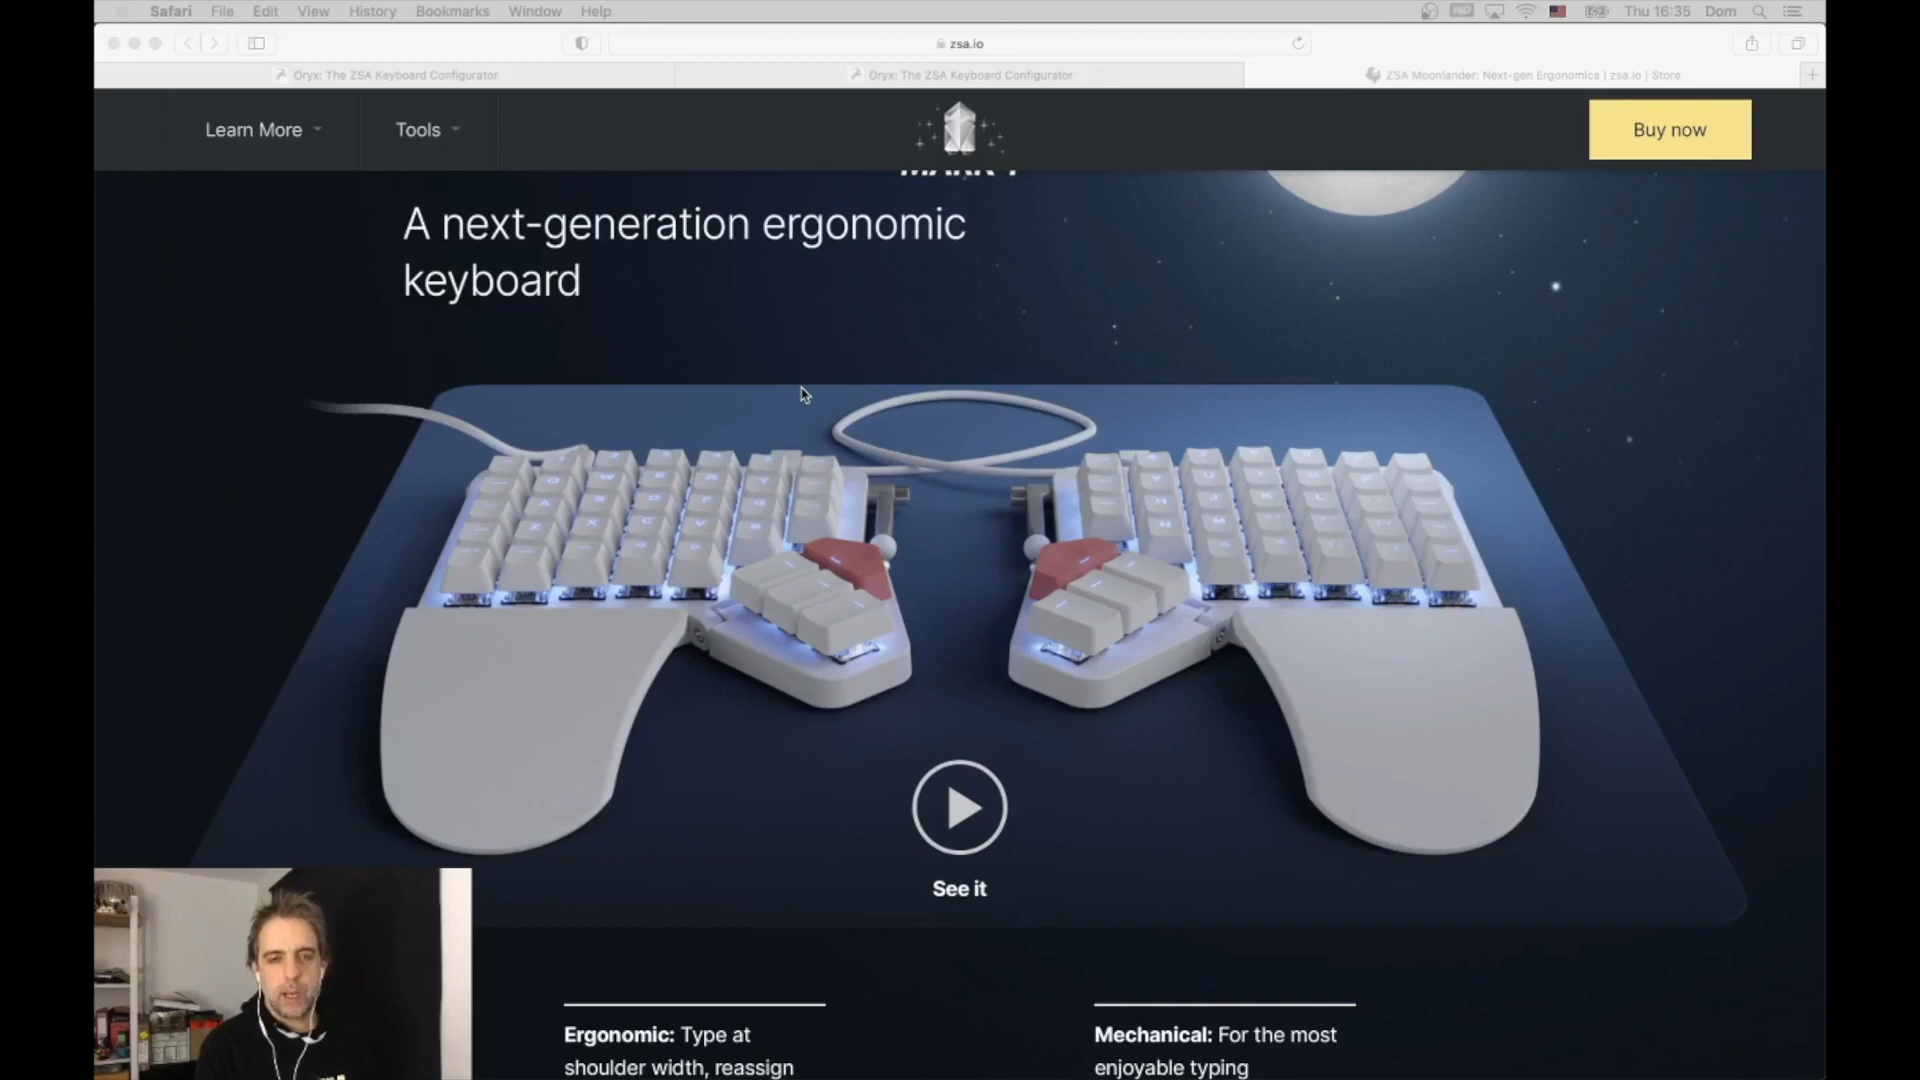 Safari File Edit View History Bookmarks Window Help Thu 16:35 Dom
zsa.io
Oryx: The ZSA Keyboard Configurator Oryx: The ZSA Keyboard Configurator ZSA Moonlander: Next-gen Ergonomics | zsa.io | Store
Learn More Tools Buy now
A next-generation ergonomic
keyboard
See it
Ergonomic: Type at
shoulder width, reassign
Mechanical: For the most
enjoyable typing